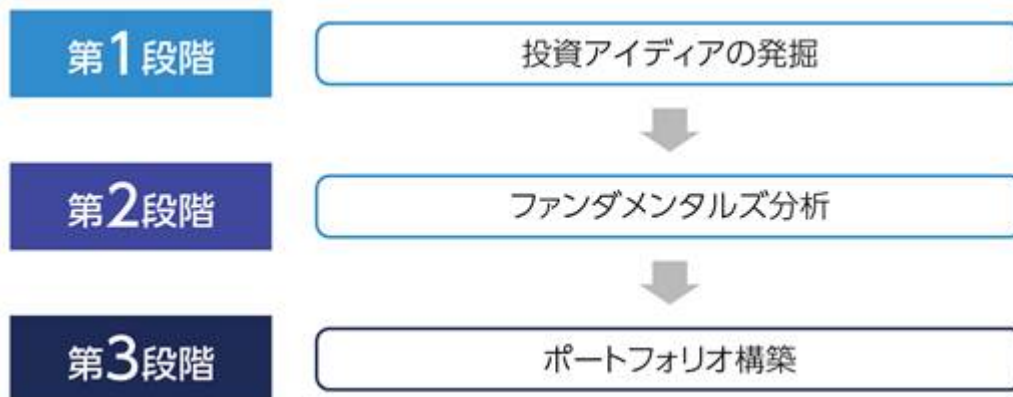 第1段階
投資アイディアの発掘
第2段階
ファンダメンタルズ分析
第3段階
ポートフォリオ構築